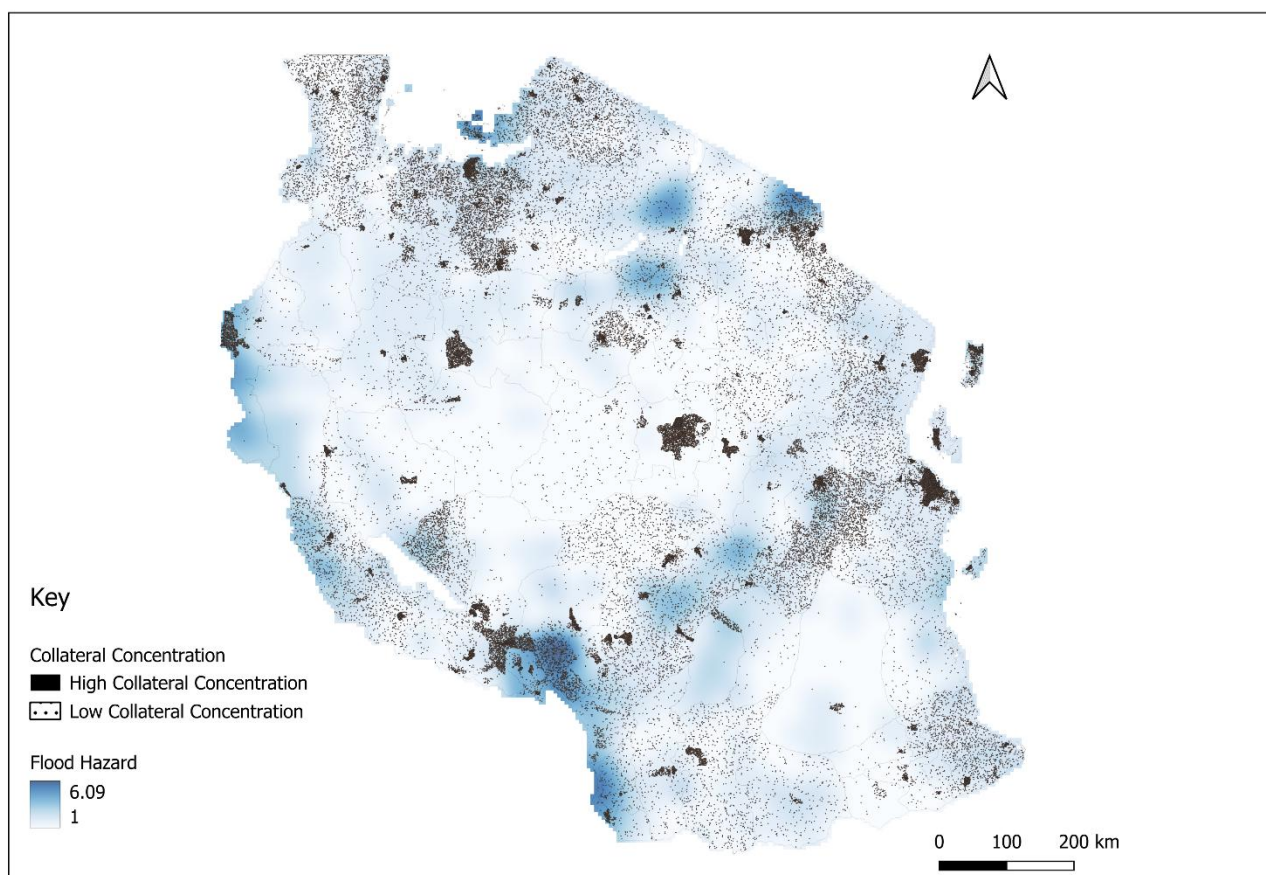 Key
Collateral Concentration
High Collateral Concentration
Low Collateral Concentration
Flood Hazard
6.09
1
0 100 200 km